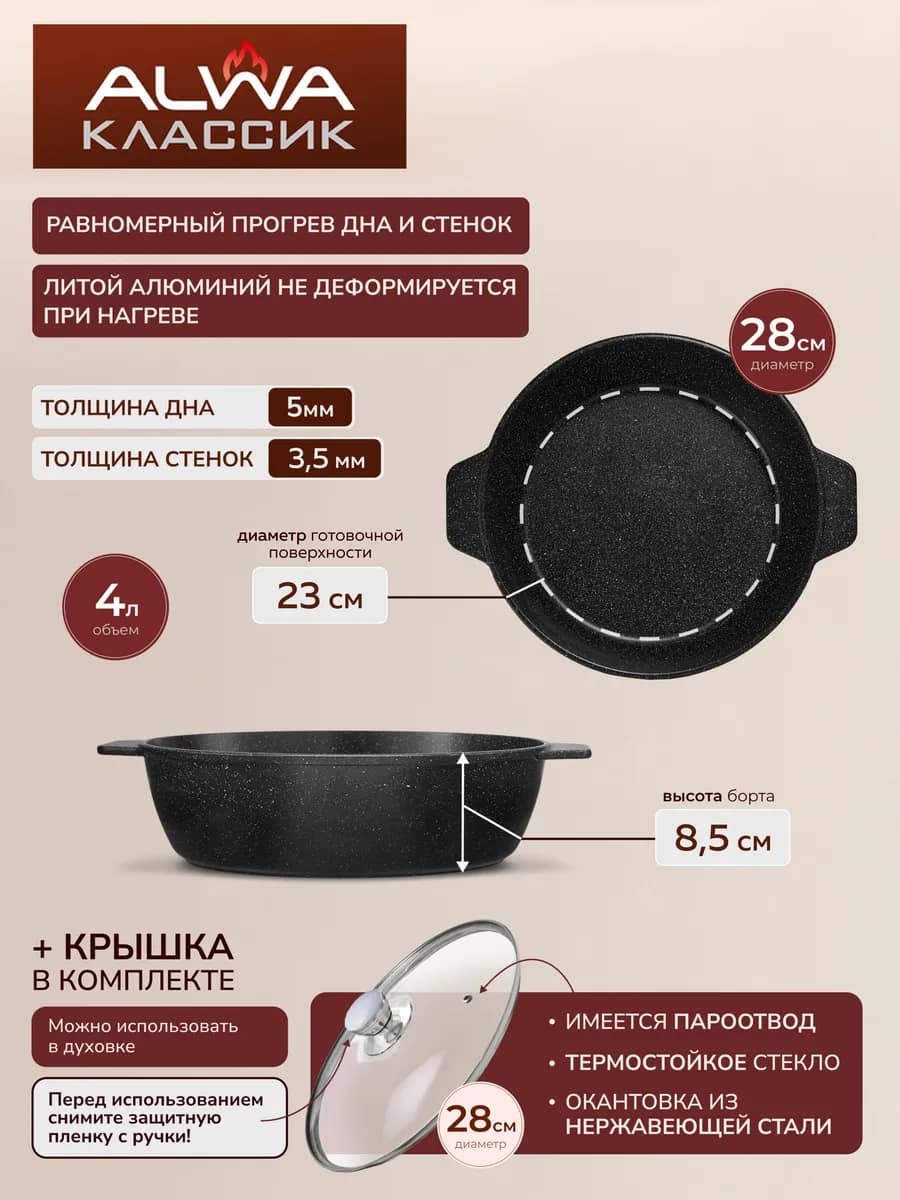 ALWA
КЛАССИК
РАВНОМЕРНЫЙ ПРОГРЕВ ДНА И СТЕНОК
ЛИТОЙ АЛЮМИНИЙ НЕ ДЕФОРМИРУЕТСЯ
ПРИ НАГРЕВЕ
28см
диаметр
ТОЛЩИНА ДНА 5мм
ТОЛЩИНА СТЕНОК 3,5 мм
диаметр готовочной
поверхности
23 см
4л
объем
высота борта
8,5 см
+ КРЫШКА
В КОМПЛЕКТЕ
Можно использовать
в духовке
Перед использованием
снимите защитную
пленку с ручки!
28см
диаметр
• ИМЕЕТСЯ ПАРООТВОД
• ТЕРМОСТОЙКОЕ СТЕКЛО
• ОКАНТОВКА ИЗ
НЕРЖАВЕЮЩЕЙ СТАЛИ